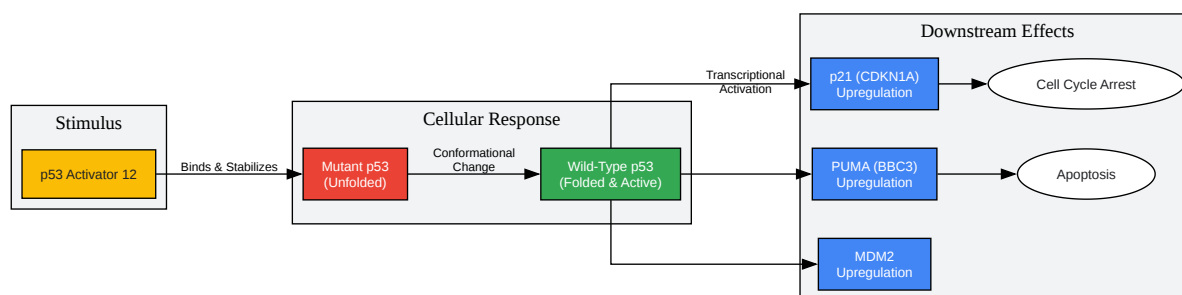 Stimulus
p53 Activator 12
Binds & Stabilizes
Cellular Response
Mutant p53
(Unfolded)
Conformational
Change
Wild-Type p53
(Folded & Active)
Transcriptional
Activation
Downstream Effects
p21 (CDKN1A)
Upregulation
Cell Cycle Arrest
PUMA (BBC3)
Upregulation
Apoptosis
MDM2
Upregulation